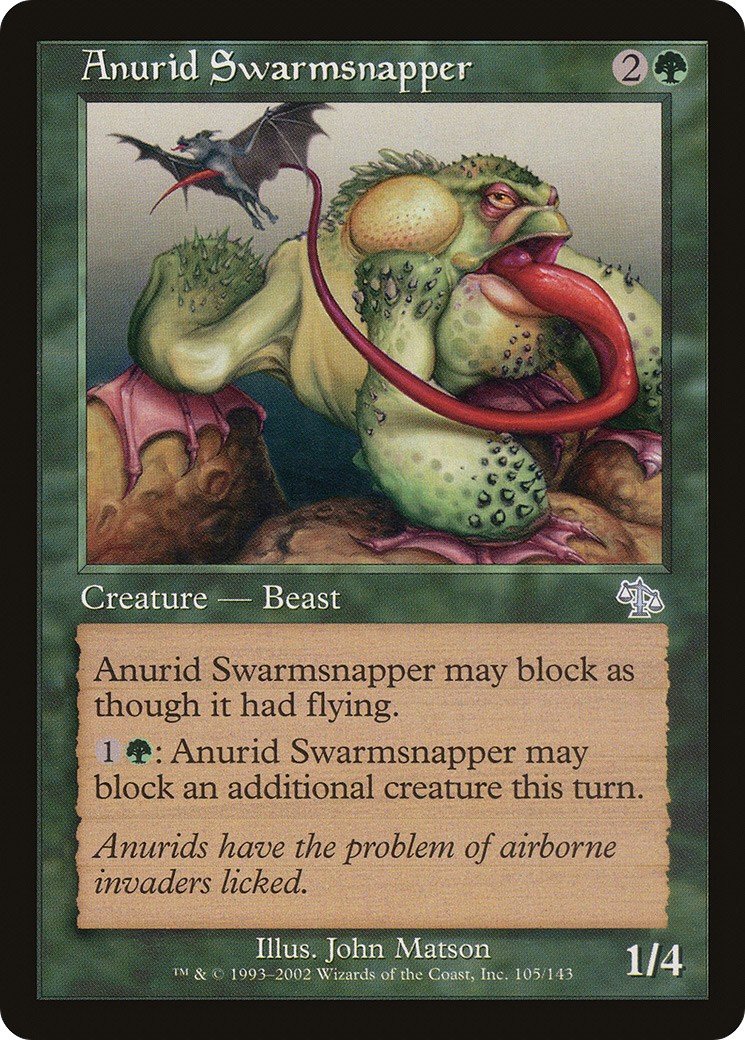 Anurid Swarmsnapper 2
Creature — Beast
Anurid Swarmsnapper may block as
though it had flying.
1 : Anurid Swarmsnapper may
block an additional creature this turn.
Anurids have the problem of airborne
invaders licked.
Illus. John Matson
™ & © 1993–2002 Wizards of the Coast, Inc. 105/143
1/4